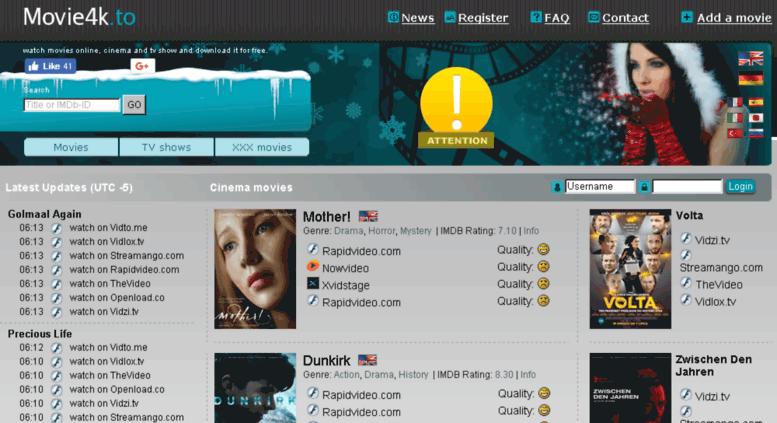 Movie4k.to
News Register FAQ Contact Add a movie
watch movies online, cinema and tv show and download it for free.
Like 41 G+
Search
Title or IMDb-ID GO
ATTENTION
Movies TV shows XXX movies
Latest Updates (UTC -5) Cinema movies Username Login
Golmaal Again
06:13 watch on Vidto.me
06:13 watch on Vidlox.tv
06:13 watch on Streamango.com
06:13 watch on Rapidvideo.com
06:13 watch on TheVideo
06:13 watch on Openload.co
06:13 watch on Vidzi.tv
Precious Life
06:12 watch on Vidto.me
06:10 watch on Vidlox.tv
06:10 watch on TheVideo
06:10 watch on Openload.co
06:10 watch on Vidzi.tv
06:10 watch on Streamango.com
mother!
Mother!
Genre: Drama, Horror, Mystery | IMDB Rating: 7.10 | Info
Rapidvideo.com Quality:
Nowvideo Quality:
Xvidstage Quality:
Rapidvideo.com Quality:
VOLTA
Volta
Vidzi.tv
Streamango.com
TheVideo
Vidlox.tv
DUNKIRK
Dunkirk
Genre: Action, Drama, History | IMDB Rating: 8.30 | Info
Rapidvideo.com Quality:
Rapidvideo.com Quality:
ZWISCHEN
DEN JAHREN
Zwischen Den
Jahren
Vidzi.tv
Streamango.com